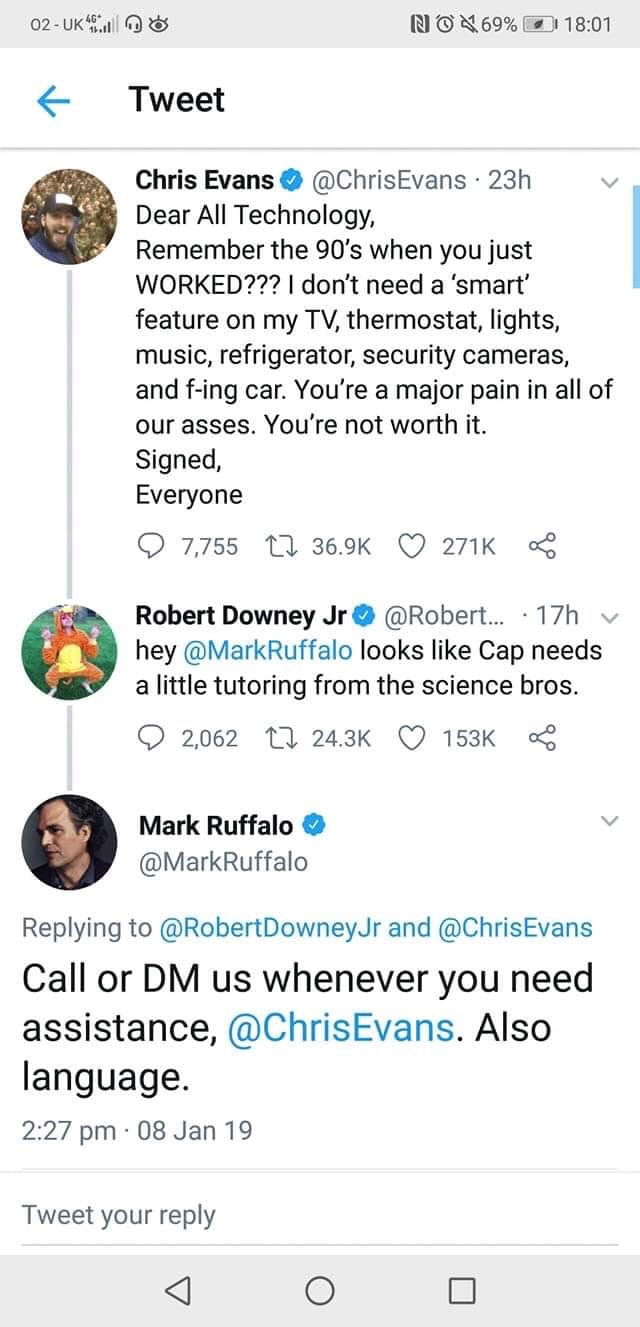 O2 - UK 4G+ 69% 18:01
Tweet
Chris Evans @ChrisEvans · 23h
Dear All Technology,
Remember the 90's when you just
WORKED??? I don't need a 'smart'
feature on my TV, thermostat, lights,
music, refrigerator, security cameras,
and f-ing car. You're a major pain in all of
our asses. You're not worth it.
Signed,
Everyone
7,755 36.9K 271K
Robert Downey Jr @Robert... · 17h
hey @MarkRuffalo looks like Cap needs
a little tutoring from the science bros.
2,062 24.3K 153K
Mark Ruffalo
@MarkRuffalo
Replying to @RobertDowneyJr and @ChrisEvans
Call or DM us whenever you need
assistance, @ChrisEvans. Also
language.
2:27 pm · 08 Jan 19
Tweet your reply